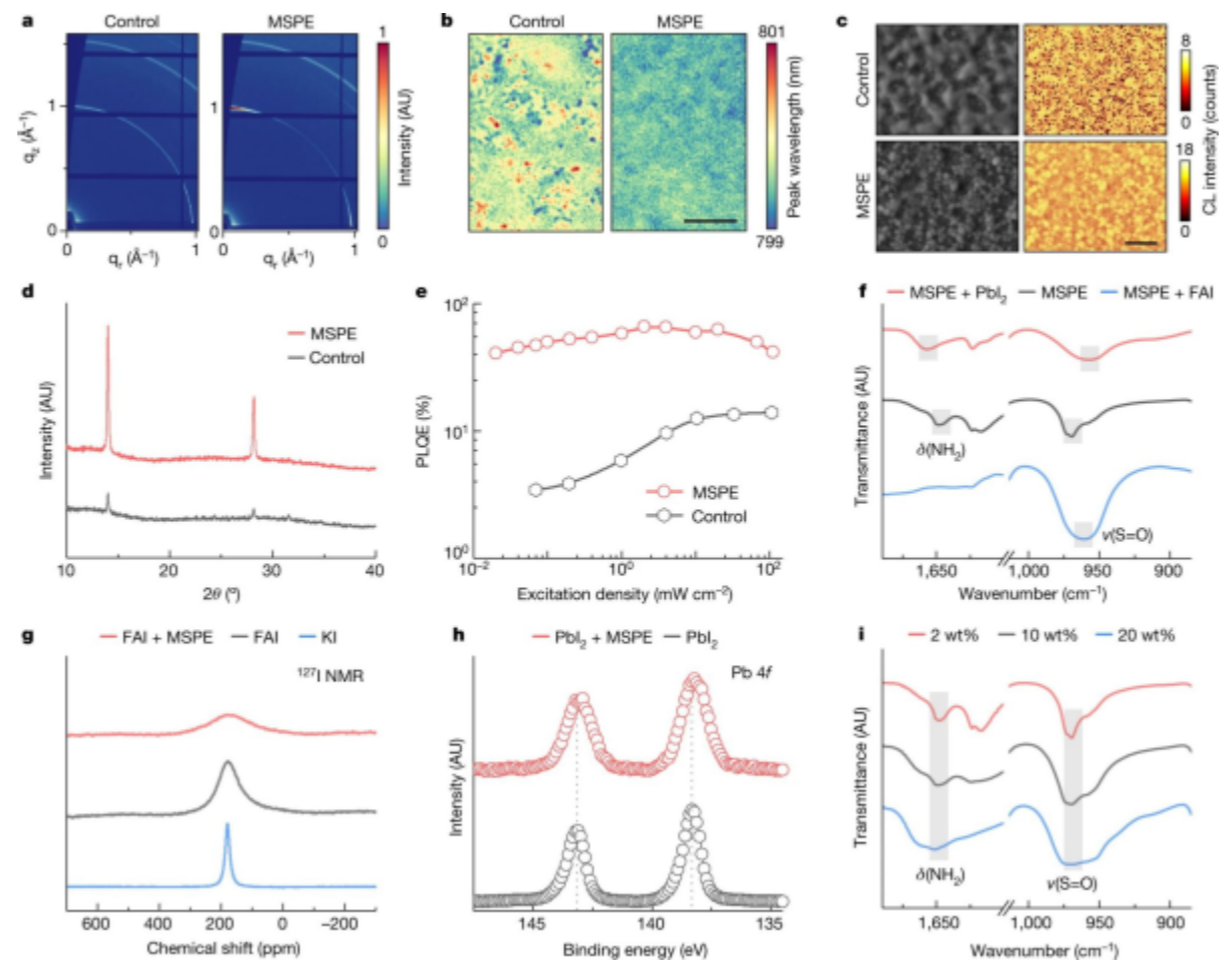 a
Control
MSPE
1
0
q_z (Å⁻¹)
0
1
q_r (Å⁻¹)
1
0
0
1
q_r (Å⁻¹)
1
0
Intensity (AU)
b
Control
MSPE
801
799
Peak wavelength (nm)
c
Control
MSPE
8
0
18
0
CL intensity (counts)
d
MSPE
Control
Intensity (AU)
10
20
30
40
2θ (º)
e
10²
10¹
10⁰
PLQE (%)
MSPE
Control
10⁻²
10⁰
10²
Excitation density (mW cm⁻²)
f
MSPE + PbI₂
MSPE
MSPE + FAI
Transmittance (AU)
δ(NH₂)
ν(S=O)
1,650
1,000
950
900
Wavenumber (cm⁻¹)
g
FAI + MSPE
FAI
KI
¹²⁷I NMR
Intensity (AU)
600
400
200
0
−200
Chemical shift (ppm)
h
PbI₂ + MSPE
PbI₂
Pb 4f
Intensity (AU)
145
140
135
Binding energy (eV)
i
2 wt%
10 wt%
20 wt%
Transmittance (AU)
δ(NH₂)
ν(S=O)
1,650
1,000
950
900
Wavenumber (cm⁻¹)